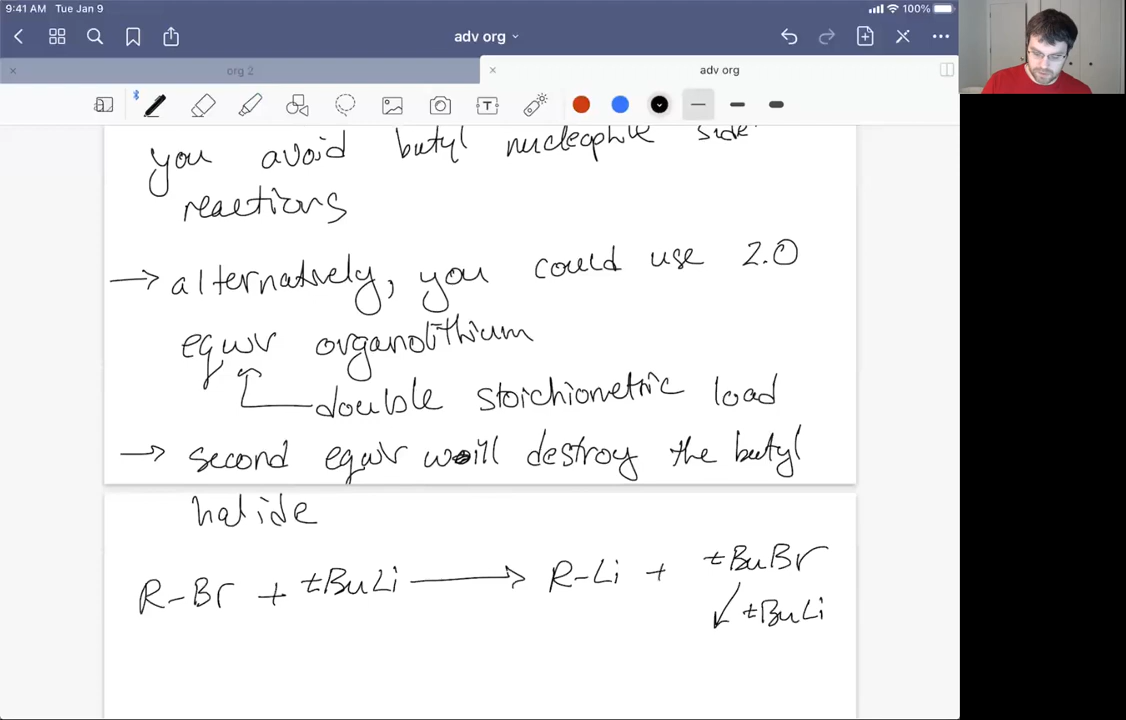 9:41 AM Tue Jan 9
100%
adv org
org 2
adv org
T
you avoid butyl nucleophile side
reactions
→ alternatively, you could use 2.0
equiv organolithium
double stoichiometric load
→ second equiv will destroy the butyl
halide
R-Br + tBuLi → R-Li + tBuBr
↙ tBuLi